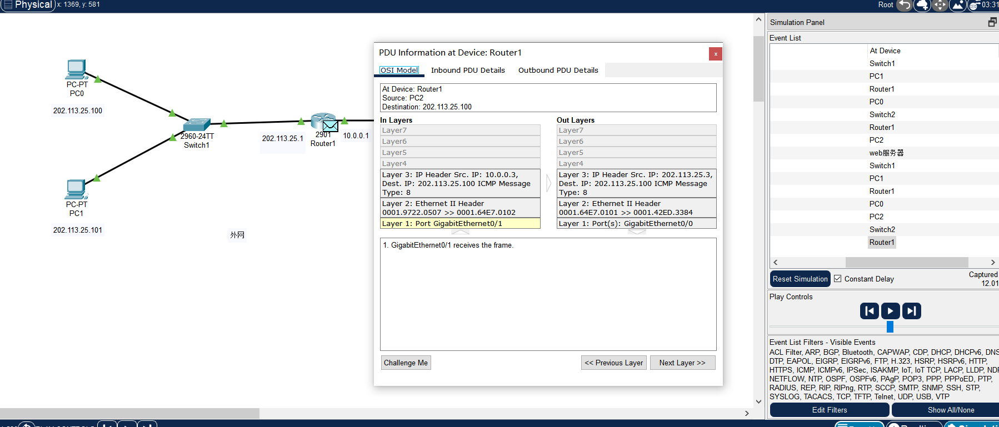 Physical x: 1369, y: 581
Root
03:31
PC-PT
PC0
202.113.25.100
2960-24TT
Switch1
202.113.25.1
2901
Router1
10.0.0.1
PC-PT
PC1
202.113.25.101
外网
PDU Information at Device: Router1
x
OSI Model Inbound PDU Details Outbound PDU Details
At Device: Router1
Source: PC2
Destination: 202.113.25.100
In Layers
Layer7
Layer6
Layer5
Layer4
Layer 3: IP Header Src. IP: 10.0.0.3,
Dest. IP: 202.113.25.100 ICMP Message
Type: 8
Layer 2: Ethernet II Header
0001.9722.0507 >> 0001.64E7.0102
Layer 1: Port GigabitEthernet0/1
Out Layers
Layer7
Layer6
Layer5
Layer4
Layer 3: IP Header Src. IP: 202.113.25.3,
Dest. IP: 202.113.25.100 ICMP Message
Type: 8
Layer 2: Ethernet II Header
0001.64E7.0101 >> 0001.42ED.3384
Layer 1: Port(s): GigabitEthernet0/0
1. GigabitEthernet0/1 receives the frame.
Challenge Me
<< Previous Layer
Next Layer >>
Simulation Panel
Event List
At Device
Switch1
PC1
Router1
PC0
Switch2
Router1
PC2
web服务器
Switch1
PC1
Router1
PC0
PC2
Switch2
Router1
Reset Simulation
Constant Delay
Captured
12.01
Play Controls
Event List Filters - Visible Events
ACL Filter, ARP, BGP, Bluetooth, CAPWAP, CDP, DHCP, DHCPv6, DNS
DTP, EAPOL, EIGRP, EIGRPv6, FTP, H.323, HSRP, HSRPv6, HTTP,
HTTPS, ICMP, ICMPv6, IPSec, ISAKMP, IoT, IoT TCP, LACP, LLDP, NDP
NETFLOW, NTP, OSPF, OSPFv6, PAgP, POP3, PPP, PPPoED, PTP,
RADIUS, REP, RIP, RIPng, RTP, SCCP, SMTP, SNMP, SSH, STP,
SYSLOG, TACACS, TCP, TFTP, Telnet, UDP, USB, VTP
Edit Filters
Show All/None